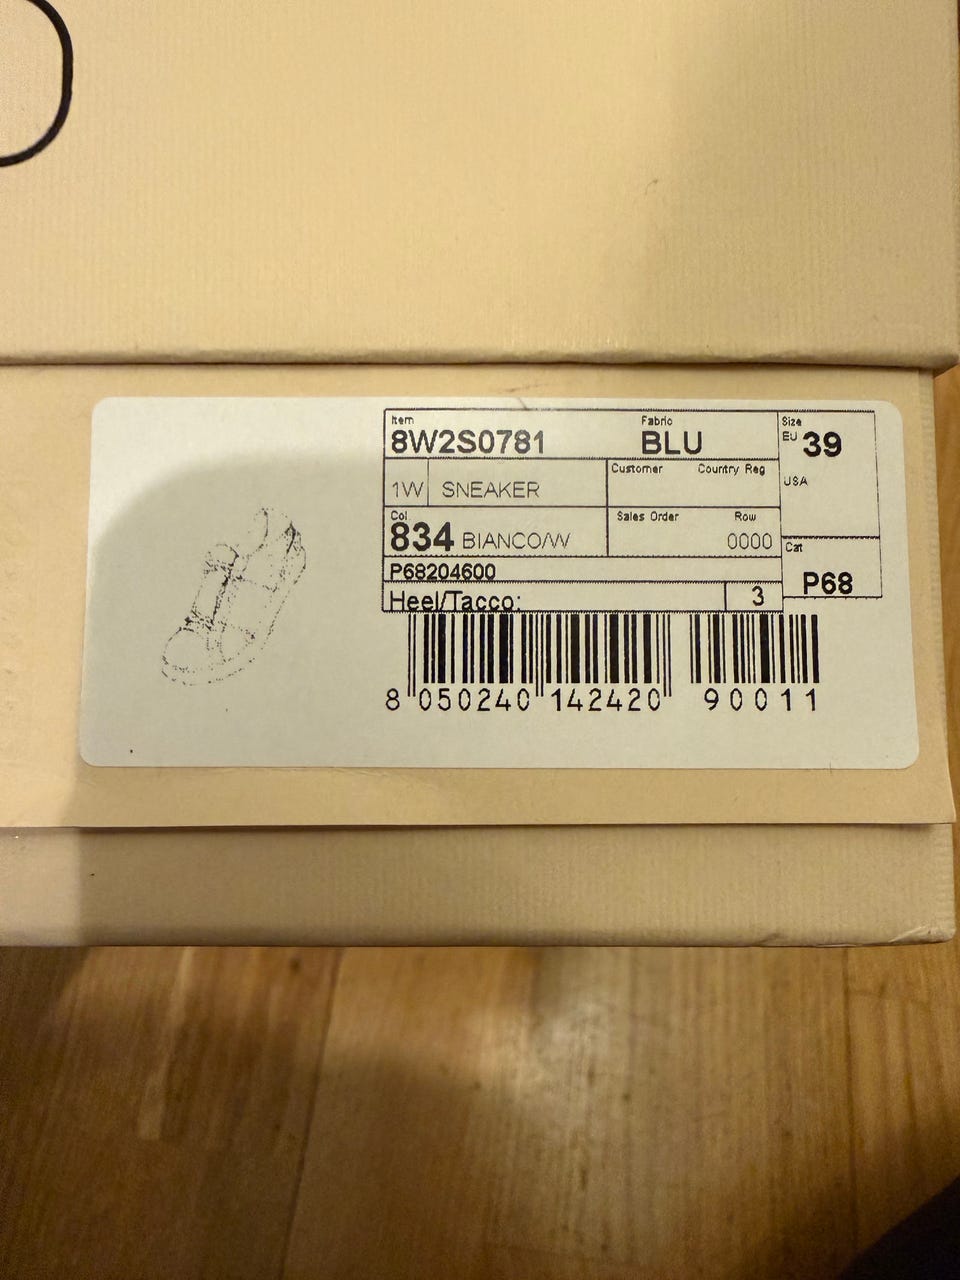 Item Fabric Size
8W2S0781 BLU EU 39
Customer Country Reg
1W SNEAKER USA
Col Sales Order Row
834 BIANCO/W 0000 Cat
P68204600 P68
Heel/Tacco: 3
8 050240 142420 90011